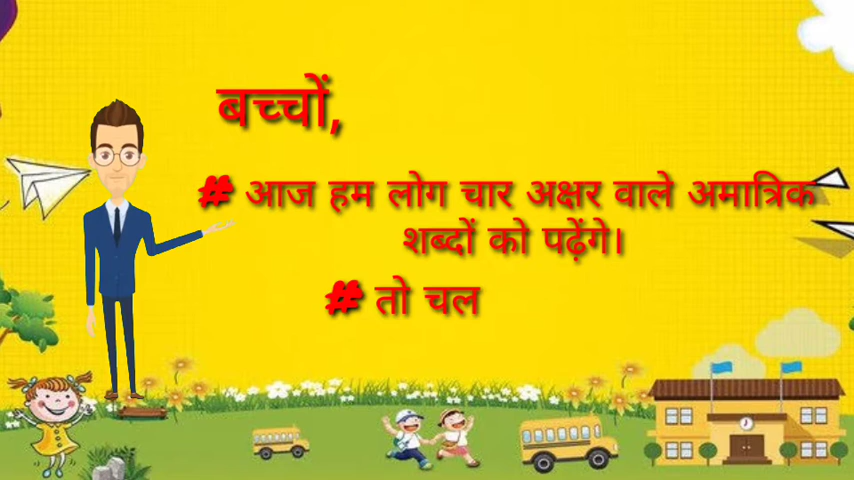 बच्चों,
# आज हम लोग चार अक्षर वाले अमात्रिक
शब्दों को पढ़ेंगे।
# तो चल